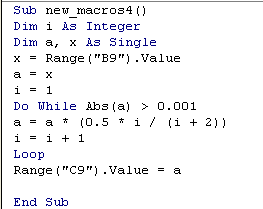 Sub new_macros4()
Dim i As Integer
Dim a, x As Single
x = Range("B9").Value
a = x
i = 1
Do While Abs(a) > 0.001
a = a * (0.5 * i / (i + 2))
i = i + 1
Loop
Range("C9").Value = a
End Sub